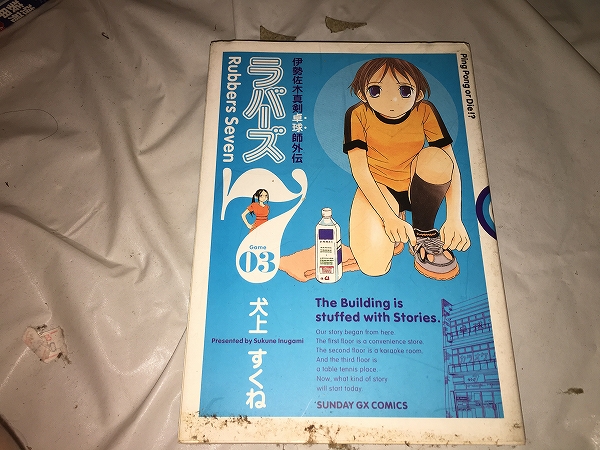 伊勢佐木真剣卓球師外伝
ラバーズ
Rubbers Seven
7
Game
03
犬上 すくね
Presented by Sukune Inugami
Ping Pong or Die!?
The Building is
stuffed with Stories.
Our story began from here.
The first floor is a convenience store.
The second floor is a karaoke room.
And the third floor is
a table tennis place.
Now, what kind of story
will start today.
SUNDAY GX COMICS